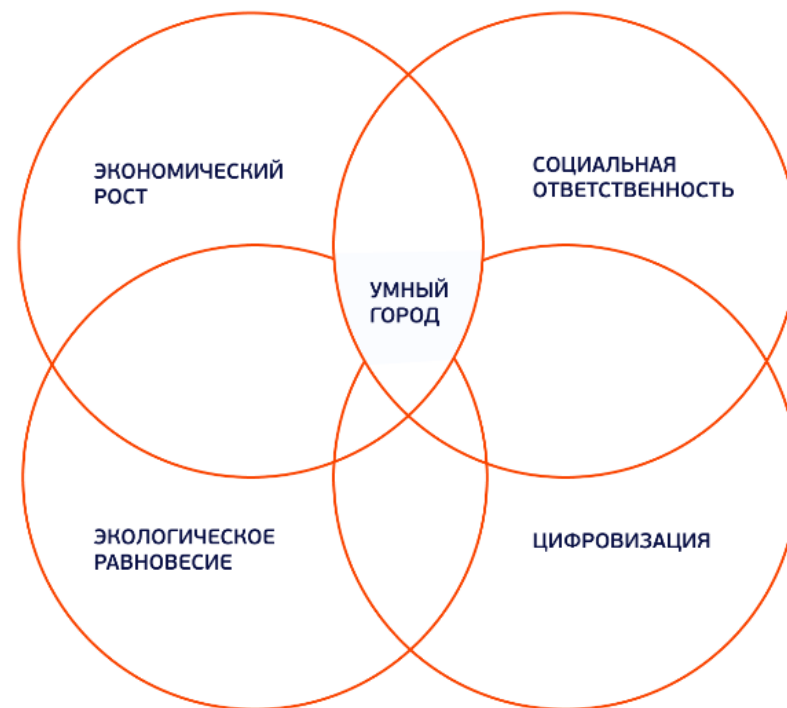 ЭКОНОМИЧЕСКИЙ
РОСТ
СОЦИАЛЬНАЯ
ОТВЕТСТВЕННОСТЬ
УМНЫЙ
ГОРОД
ЭКОЛОГИЧЕСКОЕ
РАВНОВЕСИЕ
ЦИФРОВИЗАЦИЯ